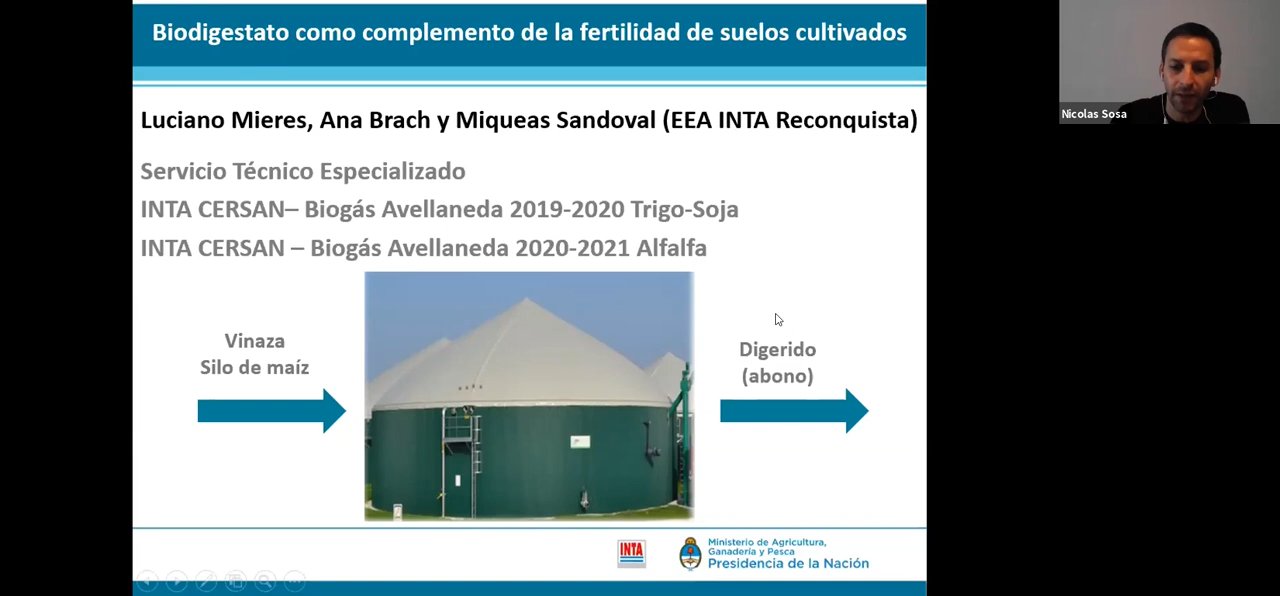 Biodigestato como complemento de la fertilidad de suelos cultivados
Nicolas Sosa
Luciano Mieres, Ana Brach y Miqueas Sandoval (EEA INTA Reconquista)
Servicio Técnico Especializado
INTA CERSAN– Biogás Avellaneda 2019-2020 Trigo-Soja
INTA CERSAN – Biogás Avellaneda 2020-2021 Alfalfa
Vinaza
Silo de maíz
Digerido
(abono)
INTA
Ministerio de Agricultura,
Ganadería y Pesca
Presidencia de la Nación